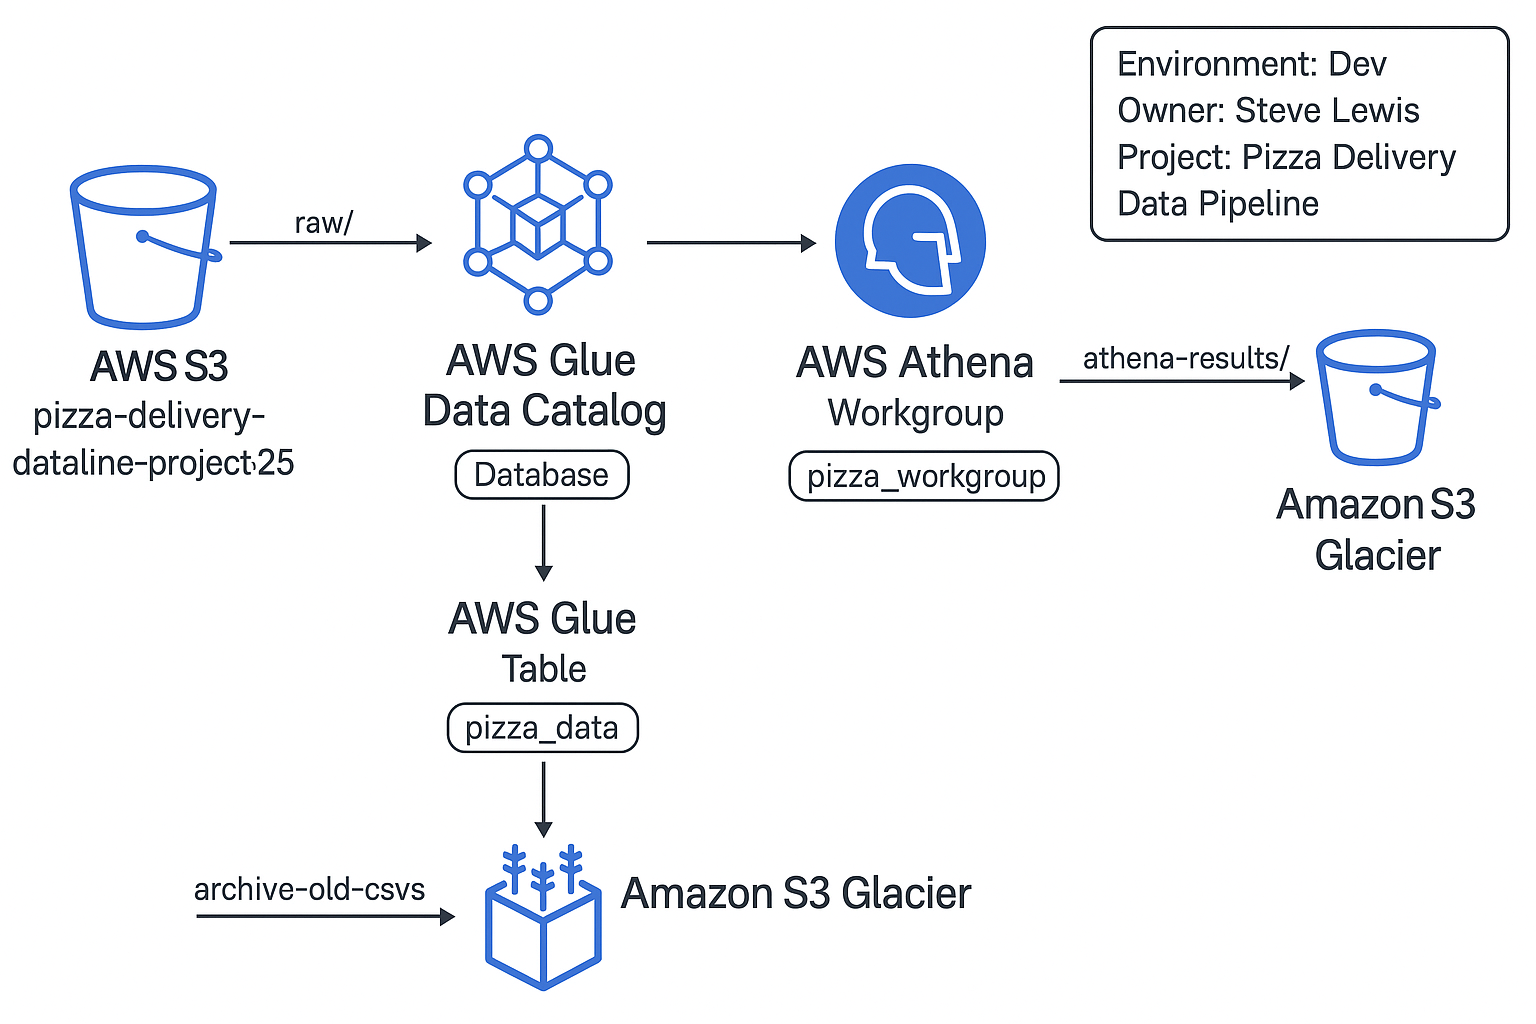 Environment: Dev
Owner: Steve Lewis
Project: Pizza Delivery
Data Pipeline
raw/
AWS S3
pizza-delivery-
dataline-project-25
AWS Glue
Data Catalog
Database
AWS Athena
Workgroup
pizza_workgroup
athena-results/
Amazon S3
Glacier
AWS Glue
Table
pizza_data
archive-old-csvs
Amazon S3 Glacier